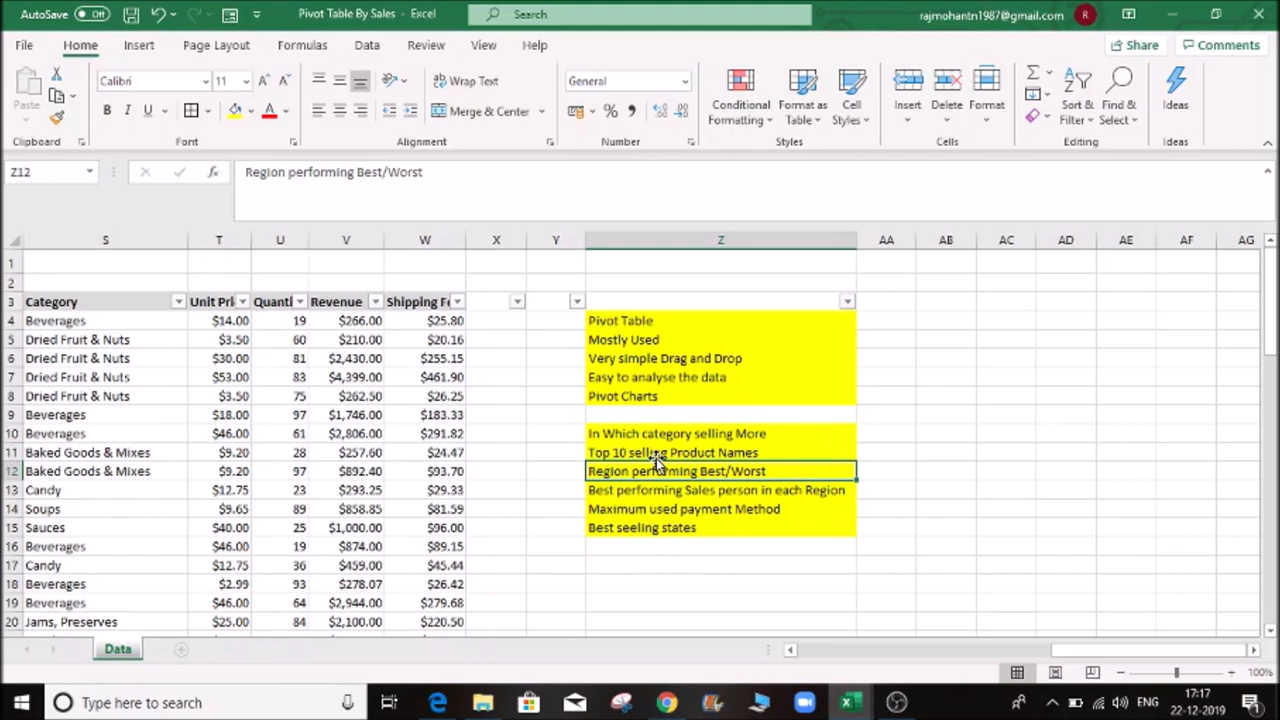 AutoSave Off Pivot Table By Sales - Excel Search rajmohantn1987@gmail.com R
File Home Insert Page Layout Formulas Data Review View Help Share Comments
Paste Calibri 11 Wrap Text General Conditional Formatting Format as Table Cell Styles Insert Delete Format Sort & Filter Find & Select Ideas
B I U Merge & Center
Clipboard Font Alignment Number Styles Cells Editing Ideas
Z12 fx Region performing Best/Worst
S T U V W X Y Z AA AB AC AD AE AF AG
1
2
3 Category Unit Pri Quanti Revenue Shipping Fe
4 Beverages $14.00 19 $266.00 $25.80 Pivot Table
5 Dried Fruit & Nuts $3.50 60 $210.00 $20.16 Mostly Used
6 Dried Fruit & Nuts $30.00 81 $2,430.00 $255.15 Very simple Drag and Drop
7 Dried Fruit & Nuts $53.00 83 $4,399.00 $461.90 Easy to analyse the data
8 Dried Fruit & Nuts $3.50 75 $262.50 $26.25 Pivot Charts
9 Beverages $18.00 97 $1,746.00 $183.33
10 Beverages $46.00 61 $2,806.00 $291.82 In Which category selling More
11 Baked Goods & Mixes $9.20 28 $257.60 $24.47 Top 10 selling Product Names
12 Baked Goods & Mixes $9.20 97 $892.40 $93.70 Region performing Best/Worst
13 Candy $12.75 23 $293.25 $29.33 Best performing Sales person in each Region
14 Soups $9.65 89 $858.85 $81.59 Maximum used payment Method
15 Sauces $40.00 25 $1,000.00 $96.00 Best seeling states
16 Beverages $46.00 19 $874.00 $89.15
17 Candy $12.75 36 $459.00 $45.44
18 Beverages $2.99 93 $278.07 $26.42
19 Beverages $46.00 64 $2,944.00 $279.68
20 Jams, Preserves $25.00 84 $2,100.00 $220.50
Data
100%
Type here to search ENG 17:17
22-12-2019